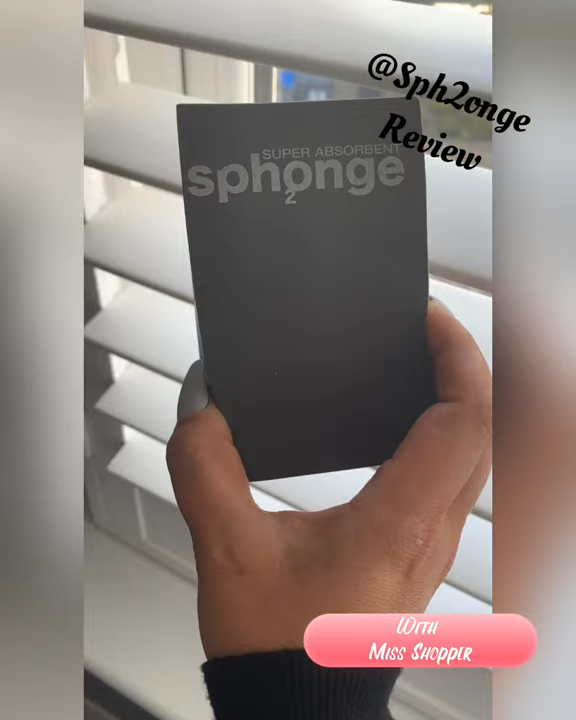 @Sph2onge
Review
SUPER ABSORBENT
sphonge
2
With
Miss Shopper